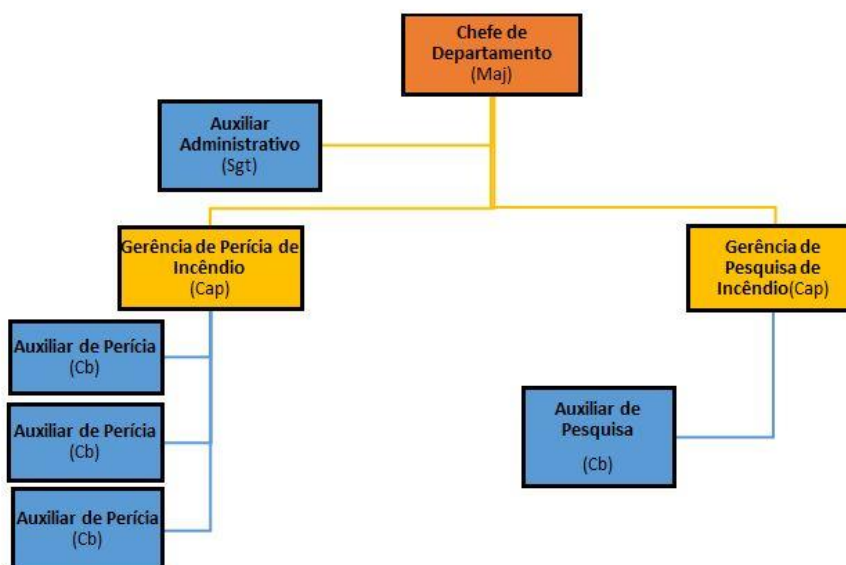 Chefe de
Departamento
(Maj)
Auxiliar
Administrativo
(Sgt)
Gerência de Perícia de
Incêndio
(Cap)
Gerência de
Pesquisa de
Incêndio(Cap)
Auxiliar de Perícia
(Cb)
Auxiliar de Perícia
(Cb)
Auxiliar de Perícia
(Cb)
Auxiliar de
Pesquisa
(Cb)